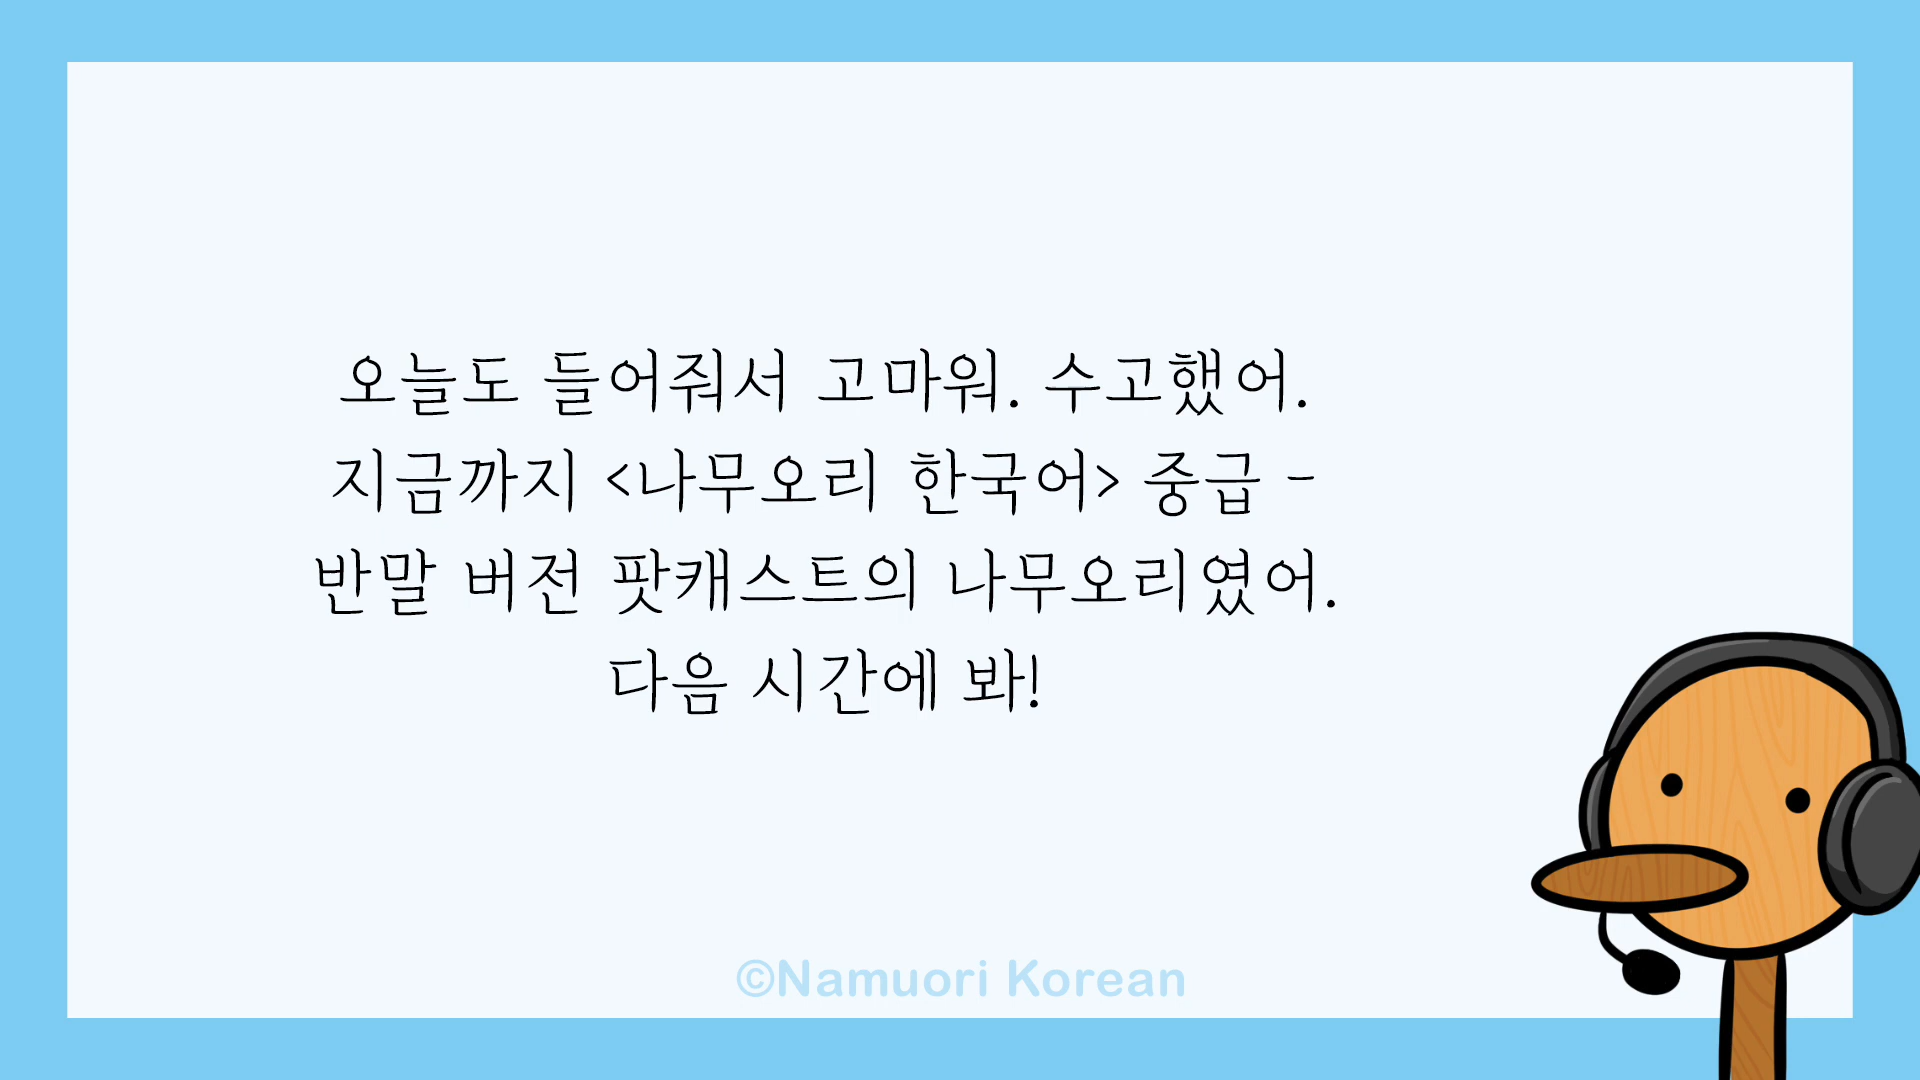 오늘도 들어줘서 고마워. 수고했어.
지금까지 <나무오리 한국어> 중급 -
반말 버전 팟캐스트의 나무오리였어.
다음 시간에 봐!
©Namuori Korean